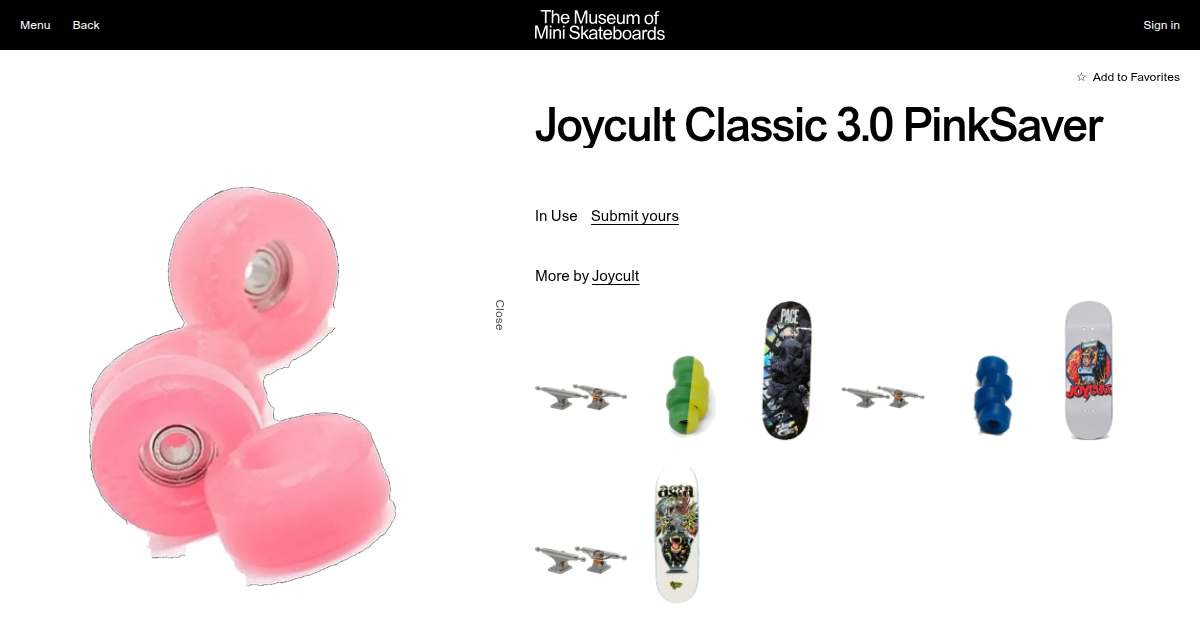 Menu
Back
The Museum of
Mini Skateboards
Sign in
☆ Add to Favorites
Joycult Classic 3.0 PinkSaver
In Use Submit yours
More by Joycult
Close
PACE
JOYCULT
asta